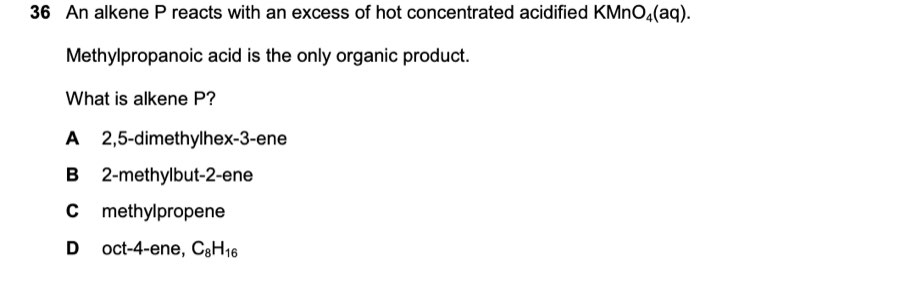 36 An alkene P reacts with an excess of hot concentrated acidified KMnO₄(aq).
Methylpropanoic acid is the only organic product.
What is alkene P?
A 2,5-dimethylhex-3-ene
B 2-methylbut-2-ene
C methylpropene
D oct-4-ene, C₈H₁₆